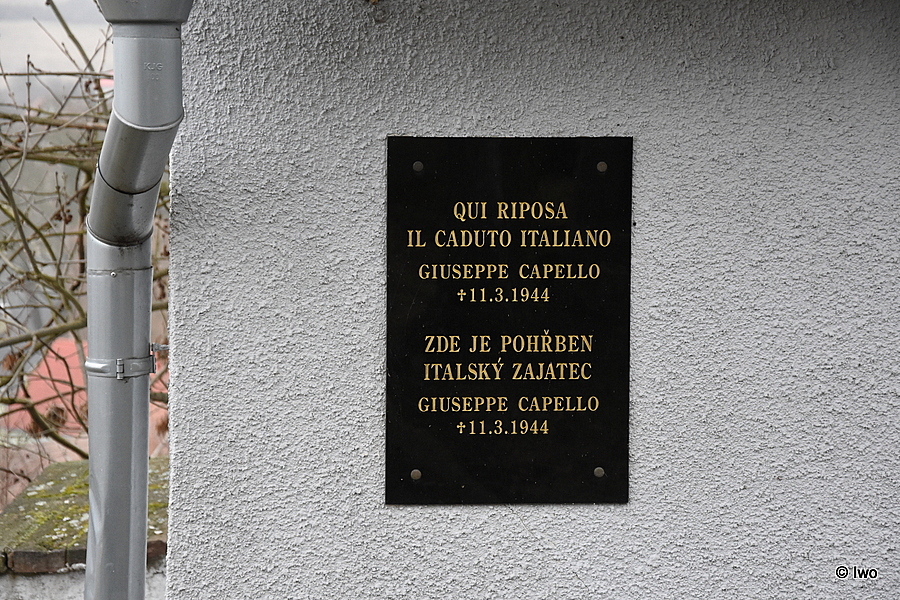 KJG
QUI RIPOSA
IL CADUTO ITALIANO
GIUSEPPE CAPELLO
✝11.3.1944
ZDE JE POHŘBEN
ITALSKÝ ZAJATEC
GIUSEPPE CAPELLO
✝11.3.1944
© Iwo